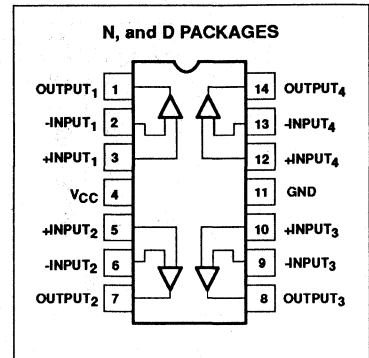 N, and D PACKAGES
OUTPUT1 1 14 OUTPUT4
-INPUT1 2 13 -INPUT4
+INPUT1 3 12 +INPUT4
VCC 4 11 GND
+INPUT2 5 10 +INPUT3
-INPUT2 6 9 -INPUT3
OUTPUT2 7 8 OUTPUT3